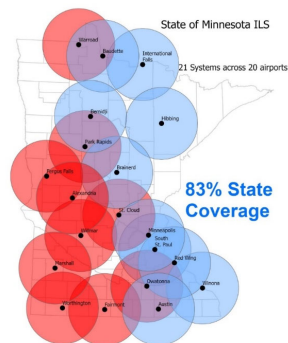 State of Minnesota ILS
Warroad
Baudette
International
Falls
21 Systems across 20 airports
Bemidji
Hibbing
Park Rapids
Brainerd
Fergus Falls
Alexandria
83% State
Coverage
St. Cloud
Willmar
Minneapolis
South
St. Paul
Red Wing
Marshall
Owatonna
Winona
Worthington
Fairmont
Austin